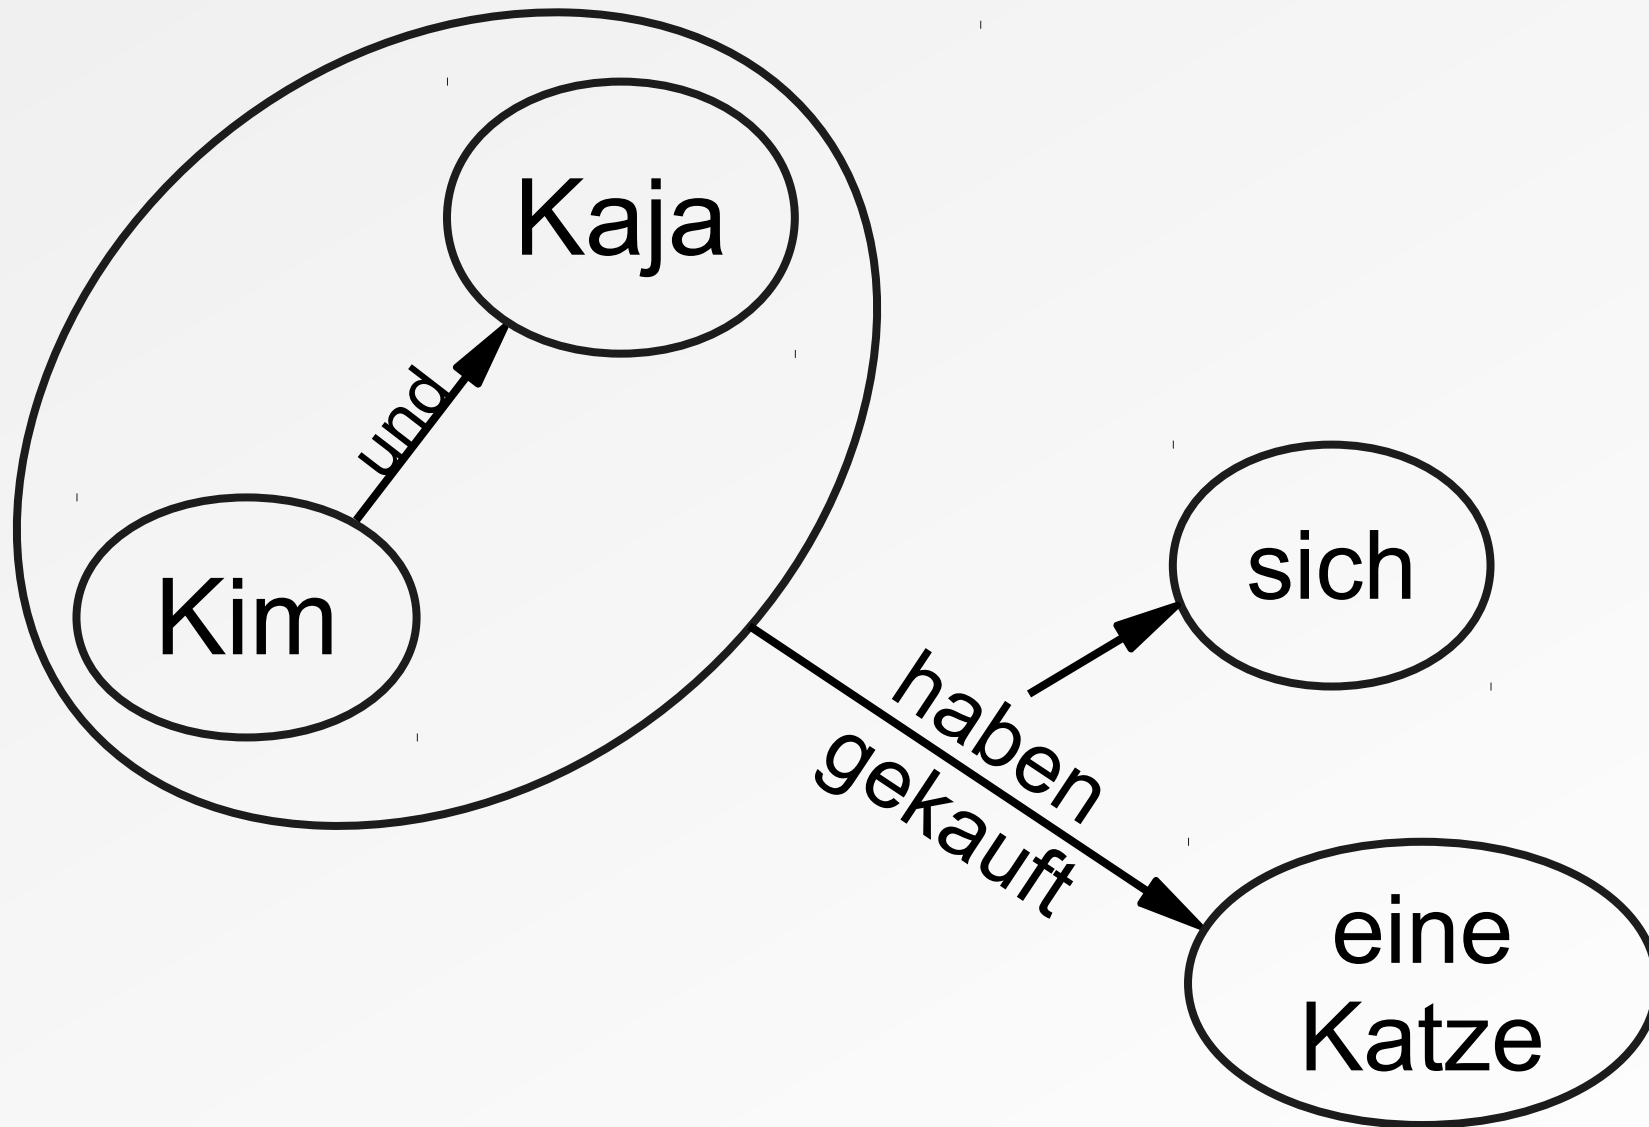 Kaja
und
Kim
sich
haben
gekauft
eine
Katze